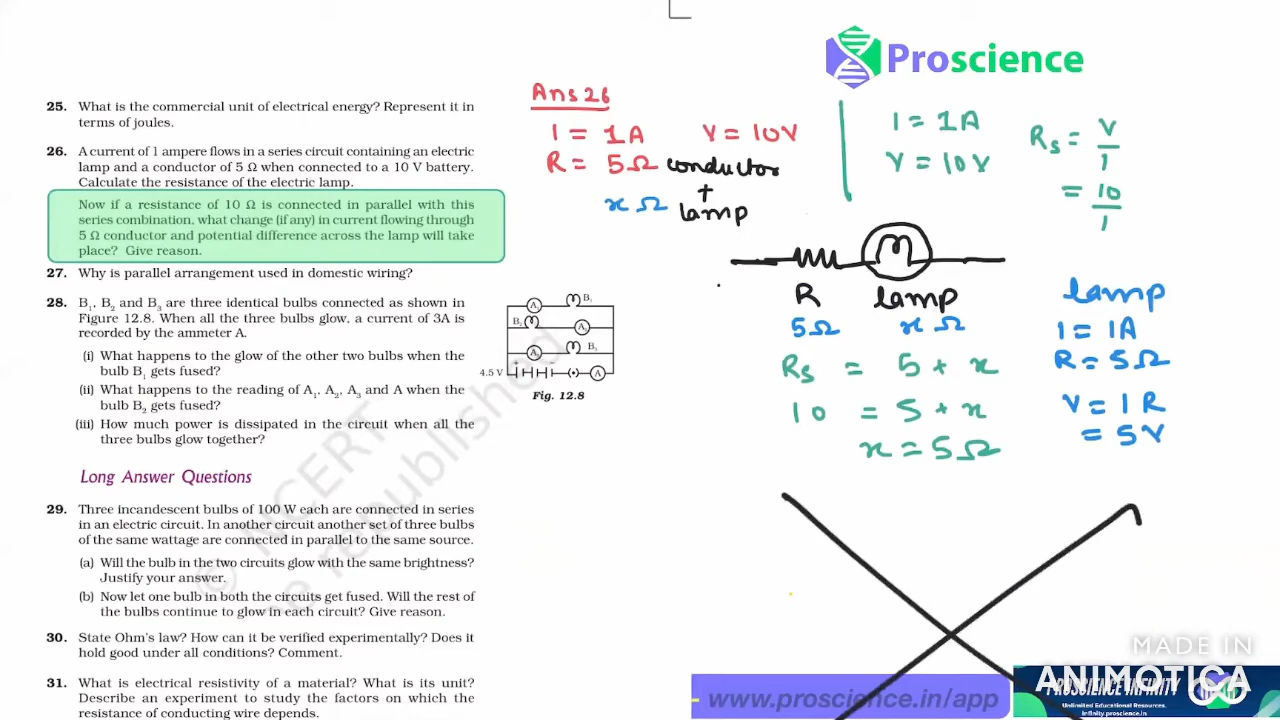 Proscience
25. What is the commercial unit of electrical energy? Represent it in
terms of joules.
26. A current of 1 ampere flows in a series circuit containing an electric
lamp and a conductor of 5 Ω when connected to a 10 V battery.
Calculate the resistance of the electric lamp.
Now if a resistance of 10 Ω is connected in parallel with this
series combination, what change (if any) in current flowing through
5 Ω conductor and potential difference across the lamp will take
place? Give reason.
27. Why is parallel arrangement used in domestic wiring?
28. B₁, B₂ and B₃ are three identical bulbs connected as shown in
Figure 12.8. When all the three bulbs glow, a current of 3A is
recorded by the ammeter A.
(i) What happens to the glow of the other two bulbs when the
bulb B₁ gets fused?
(ii) What happens to the reading of A₁, A₂, A₃ and A when the
bulb B₂ gets fused?
(iii) How much power is dissipated in the circuit when all the
three bulbs glow together?
A₁ B₁
B₂ A₂
A₃ B₃
4.5 V + − A
Fig. 12.8
Long Answer Questions
29. Three incandescent bulbs of 100 W each are connected in series
in an electric circuit. In another circuit another set of three bulbs
of the same wattage are connected in parallel to the same source.
(a) Will the bulb in the two circuits glow with the same brightness?
Justify your answer.
(b) Now let one bulb in both the circuits get fused. Will the rest of
the bulbs continue to glow in each circuit? Give reason.
30. State Ohm's law? How can it be verified experimentally? Does it
hold good under all conditions? Comment.
31. What is electrical resistivity of a material? What is its unit?
Describe an experiment to study the factors on which the
resistance of conducting wire depends.
© NCERT
be republished
Ans 26
I = 1A V = 10V
R = 5Ω conductor
+
x Ω lamp
I = 1A
V = 10V
Rs = V/I
= 10/1
R lamp
5Ω x Ω
Rs = 5 + x
10 = 5 + x
x = 5Ω
lamp
I = 1A
R = 5Ω
V = IR
= 5V
www.proscience.in/app
MADE IN
ANIMOTICA
PROSCIENCE INFINITY
Unlimited Educational Resources.
Infinity.proscience.in